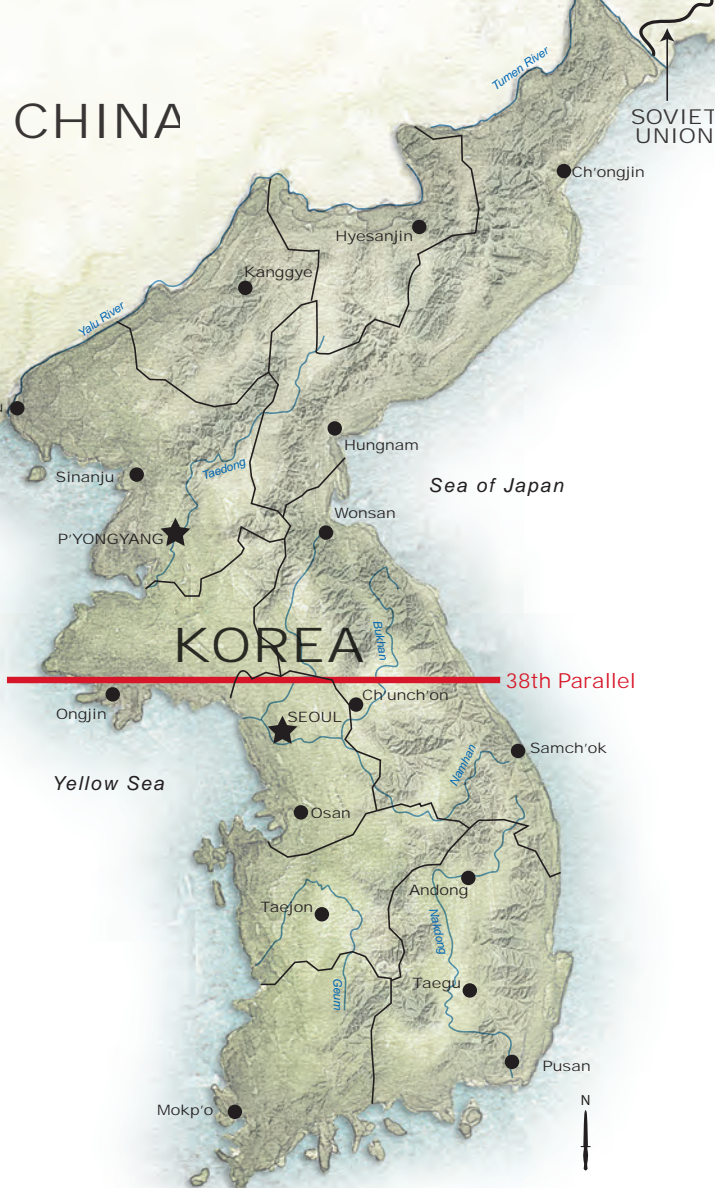 Tumen River
CHINA
SOVIET
UNION
Ch'ongjin
Hyesanjin
Kanggye
Yalu River
Hungnam
Taedong
Sinanju
Sea of Japan
Wonsan
P'YONGYANG
Bukhan
KOREA
38th Parallel
Ch'unch'on
Ongjin
SEOUL
Samch'ok
Namhan
Yellow Sea
Osan
Andong
Taejon
Nakdong
Taegu
Geum
Pusan
N
Mokp'o